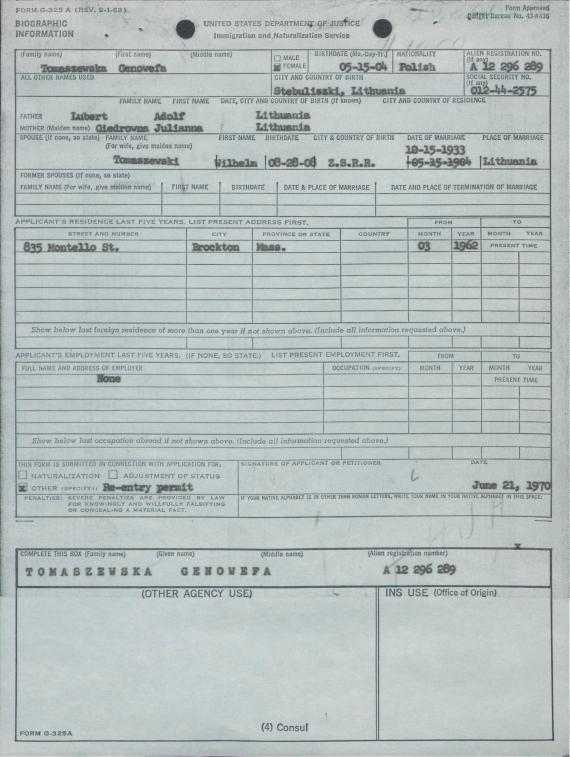 FORM G-325 A (REV. 9-1-69)
Form Approved
Budget Bureau No. 43-R436
BIOGRAPHIC INFORMATION
UNITED STATES DEPARTMENT OF JUSTICE
Immigration and Naturalization Service
(Family name) (First name) (Middle name) MALE FEMALE BIRTHDATE (Mo.-Day-Yr.) NATIONALITY ALIEN REGISTRATION NO. (If any)
Tomaszewska Genowefa x 05-15-04 Polish A 12 296 289
ALL OTHER NAMES USED CITY AND COUNTRY OF BIRTH SOCIAL SECURITY NO. (If any)
Stebuliszki, Lithuania 012-44-2575
FAMILY NAME FIRST NAME DATE, CITY AND COUNTRY OF BIRTH (If known) CITY AND COUNTRY OF RESIDENCE
FATHER Lubert Adolf Lithuania
MOTHER (Maiden name) Giedrovna Julianna Lithuania
SPOUSE (If none, so state) FAMILY NAME (For wife, give maiden name) FIRST NAME BIRTHDATE CITY & COUNTRY OF BIRTH DATE OF MARRIAGE PLACE OF MARRIAGE
10-15-1933
Tomaszewski Wilhelm 08-28-08 Z.S.R.R. 05-15-1904 Lithuania
FORMER SPOUSES (If none, so state)
FAMILY NAME (For wife, give maiden name) FIRST NAME BIRTHDATE DATE & PLACE OF MARRIAGE DATE AND PLACE OF TERMINATION OF MARRIAGE
APPLICANT'S RESIDENCE LAST FIVE YEARS. LIST PRESENT ADDRESS FIRST. FROM TO
STREET AND NUMBER CITY PROVINCE OR STATE COUNTRY MONTH YEAR MONTH YEAR
835 Montello St. Brockton Mass. 03 1962 PRESENT TIME
Show below last foreign residence of more than one year if not shown above. (Include all information requested above.)
APPLICANT'S EMPLOYMENT LAST FIVE YEARS. (IF NONE, SO STATE.) LIST PRESENT EMPLOYMENT FIRST. FROM TO
FULL NAME AND ADDRESS OF EMPLOYER OCCUPATION (SPECIFY) MONTH YEAR MONTH YEAR
None PRESENT TIME
Show below last occupation abroad if not shown above. (Include all information requested above.)
THIS FORM IS SUBMITTED IN CONNECTION WITH APPLICATION FOR: SIGNATURE OF APPLICANT OR PETITIONER DATE
NATURALIZATION ADJUSTMENT OF STATUS
x OTHER (SPECIFY) Re-entry permit June 21, 1970
PENALTIES: SEVERE PENALTIES ARE PROVIDED BY LAW FOR KNOWINGLY AND WILLFULLY FALSIFYING OR CONCEALING A MATERIAL FACT.
IF YOUR NATIVE ALPHABET IS IN OTHER THAN ROMAN LETTERS, WRITE YOUR NAME IN YOUR NATIVE ALPHABET IN THIS SPACE:
x
COMPLETE THIS BOX (Family name) (Given name) (Middle name) (Alien registration number)
TOMASZEWSKA GENOWEFA A 12 296 289
(OTHER AGENCY USE) INS USE (Office of Origin)
(4) Consul
FORM G-325A